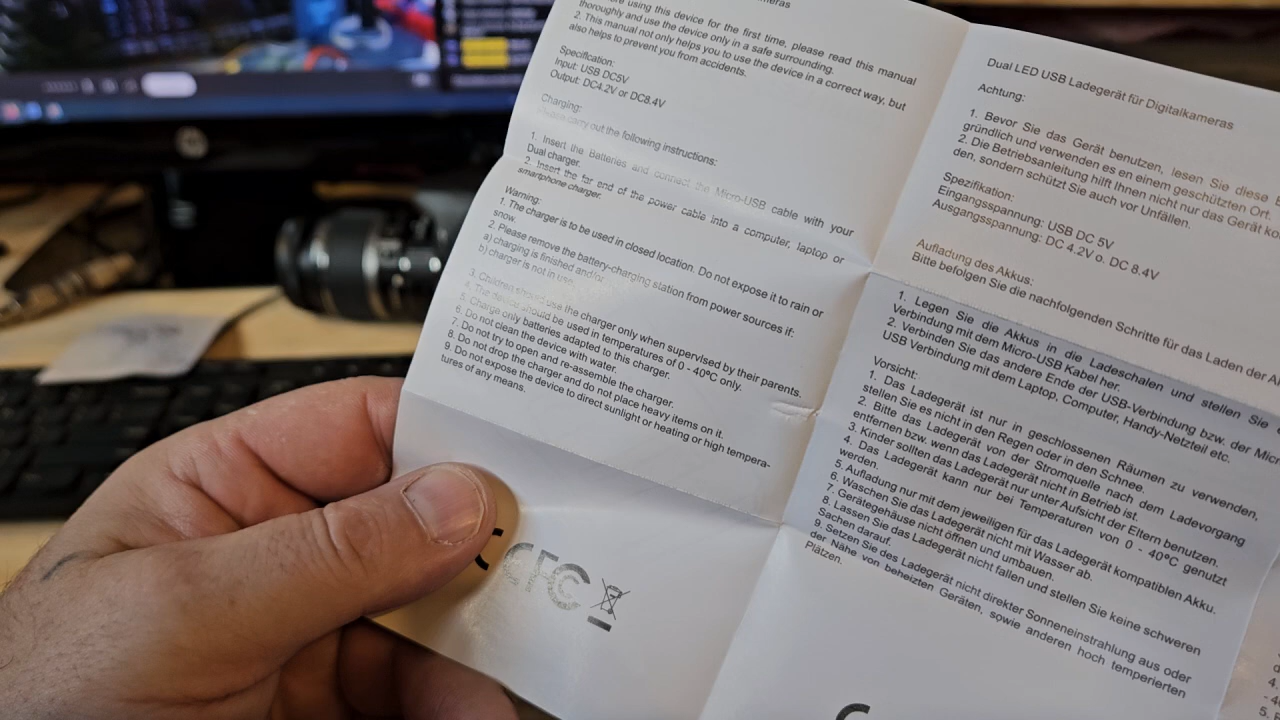 using this device for the first time, please read this manual
thoroughly and use the device only in a safe surrounding.
2. This manual not only helps you to use the device in a correct way, but
also helps to prevent you from accidents.
Specification:
Input: USB DC5V
Output: DC4.2V or DC8.4V
Charging:
Please carry out the following instructions:
1. Insert the Batteries and connect the Micro-USB cable with your
Dual charger.
2. Insert the far end of the power cable into a computer, laptop or
smartphone charger.
Warning:
1. The charger is to be used in closed location. Do not expose it to rain or
snow.
2. Please remove the battery-charging station from power sources if:
a) charging is finished and/or
b) charger is not in use.
3. Children should use the charger only when supervised by their parents.
4. The device should be used in temperatures of 0 - 40ºC only.
5. Charge only batteries adapted to this charger.
6. Do not clean the device with water.
7. Do not try to open and re-assemble the charger.
8. Do not drop the charger and do not place heavy items on it.
9. Do not expose the device to direct sunlight or heating or high tempera-
tures of any means.
FC
Dual LED USB Ladegerät für Digitalkameras
Achtung:
1. Bevor Sie das Gerät benutzen, lesen Sie diese
gründlich und verwenden es en einem geschützten Ort.
2. Die Betriebsanleitung hilft Ihnen nicht nur das Gerät
den, sondern schützt Sie auch vor Unfällen.
Spezifikation:
Eingangsspannung: USB DC 5V
Ausgangsspannung: DC 4.2V o. DC 8.4V
Aufladung des Akkus:
Bitte befolgen Sie die nachfolgenden Schritte für das Laden der
1. Legen Sie die Akkus in die Ladeschalen und stellen Sie
Verbindung mit dem Micro-USB Kabel her.
2. Verbinden Sie das andere Ende der USB-Verbindung bzw. der
USB Verbindung mit dem Laptop, Computer, Handy-Netzteil etc.
Vorsicht:
1. Das Ladegerät ist nur in geschlossenen Räumen zu verwenden,
stellen Sie es nicht in den Regen oder in den Schnee.
2. Bitte das Ladegerät von der Stromquelle nach dem Ladevorgang
entfernen bzw. wenn das Ladegerät nicht in Betrieb ist.
3. Kinder sollten das Ladegerät nur unter Aufsicht der Eltern benutzen.
4. Das Ladegerät kann nur bei Temperaturen von 0 - 40ºC genutzt
werden.
5. Aufladung nur mit dem jeweiligen für das Ladegerät kompatiblen Akku.
6. Waschen Sie das Ladegerät nicht mit Wasser ab.
7. Gerätegehäuse nicht öffnen und umbauen.
8. Lassen Sie das Ladegerät nicht fallen und stellen Sie keine schweren
Sachen darauf.
9. Setzen Sie des Ladegerät nicht direkter Sonneneinstrahlung aus oder
der Nähe von beheizten Geräten, sowie anderen hoch temperierten
Plätzen.
4.
5.